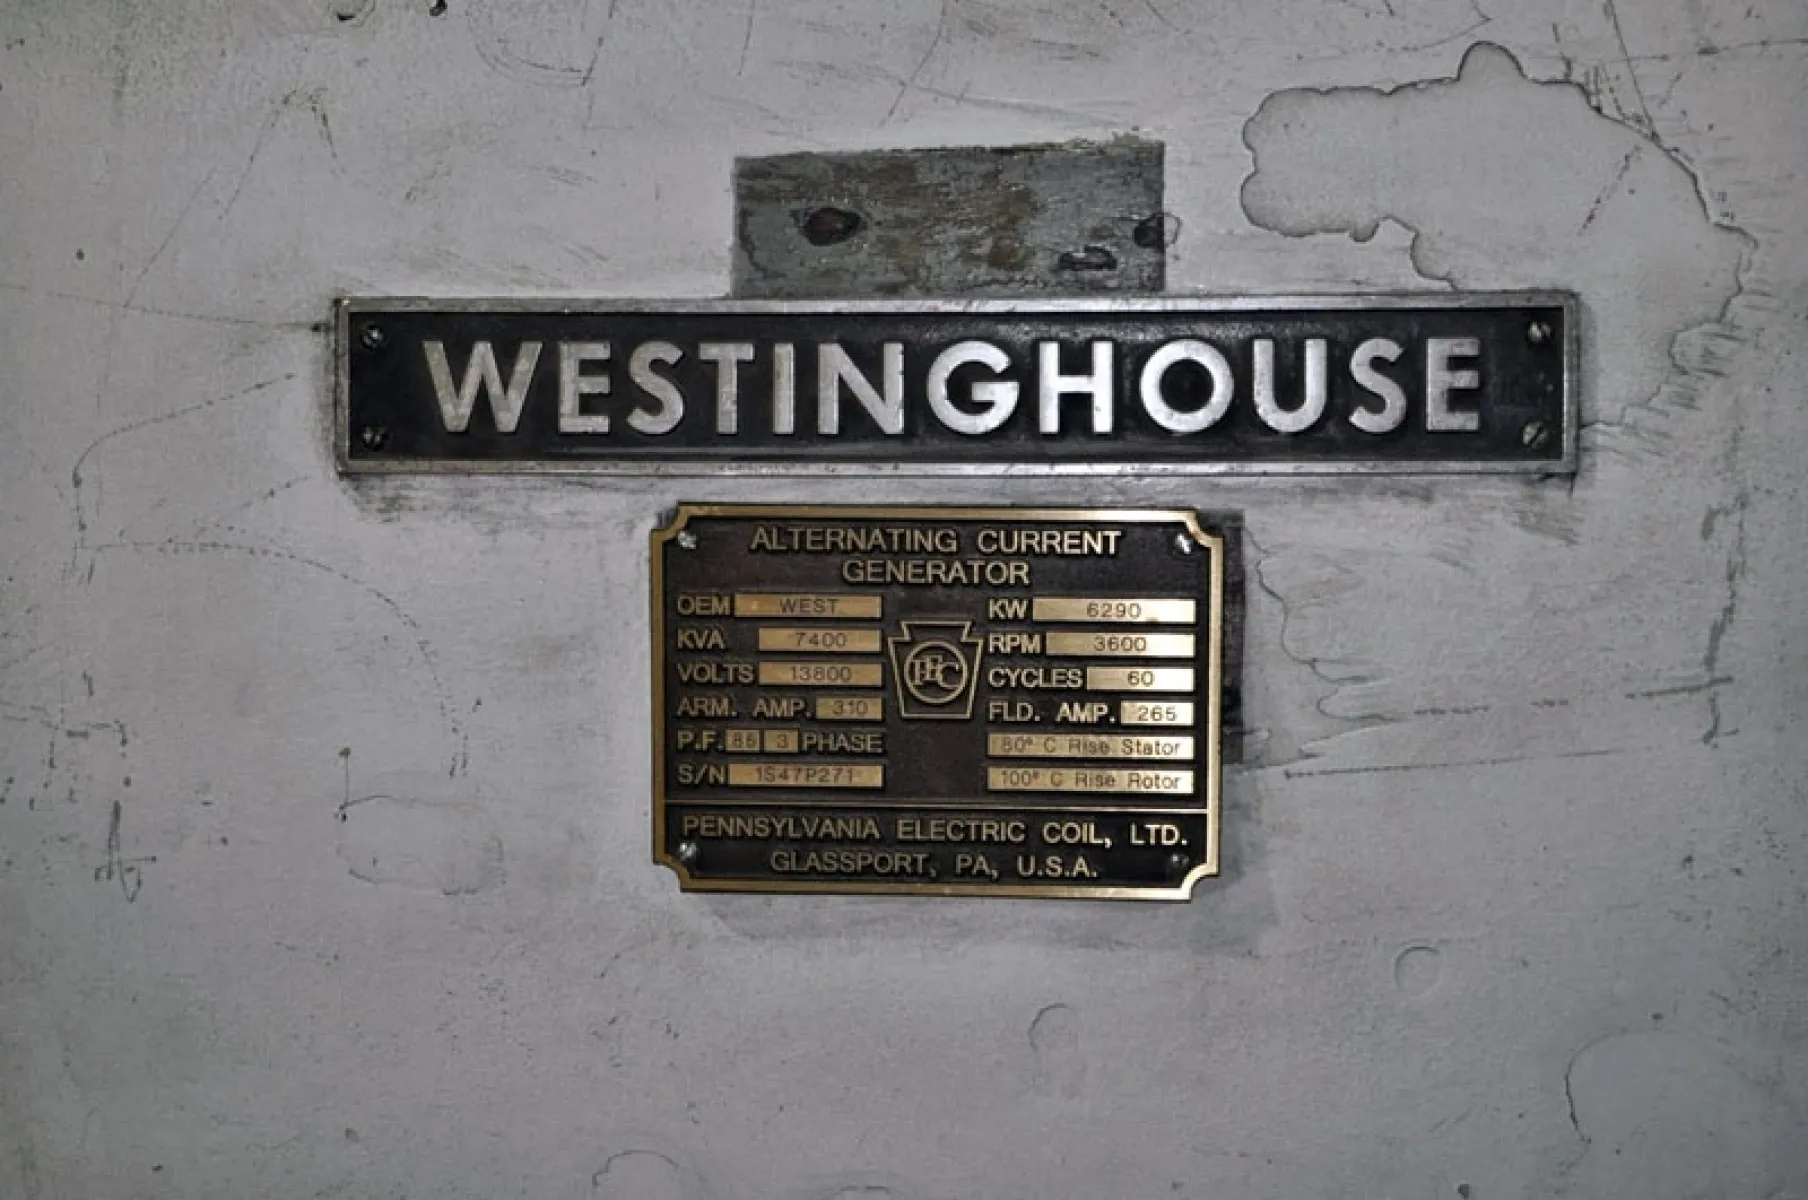 WESTINGHOUSE
ALTERNATING CURRENT
GENERATOR
OEM WEST KW 6290
KVA 7400 RPM 3600
VOLTS 13800 CYCLES 60
ARM. AMP. 310 FLD. AMP. 265
P.F. 85 3 PHASE 80° C Rise Stator
S/N 1S47P271 100° C Rise Rotor
PEC
PENNSYLVANIA ELECTRIC COIL, LTD.
GLASSPORT, PA, U.S.A.